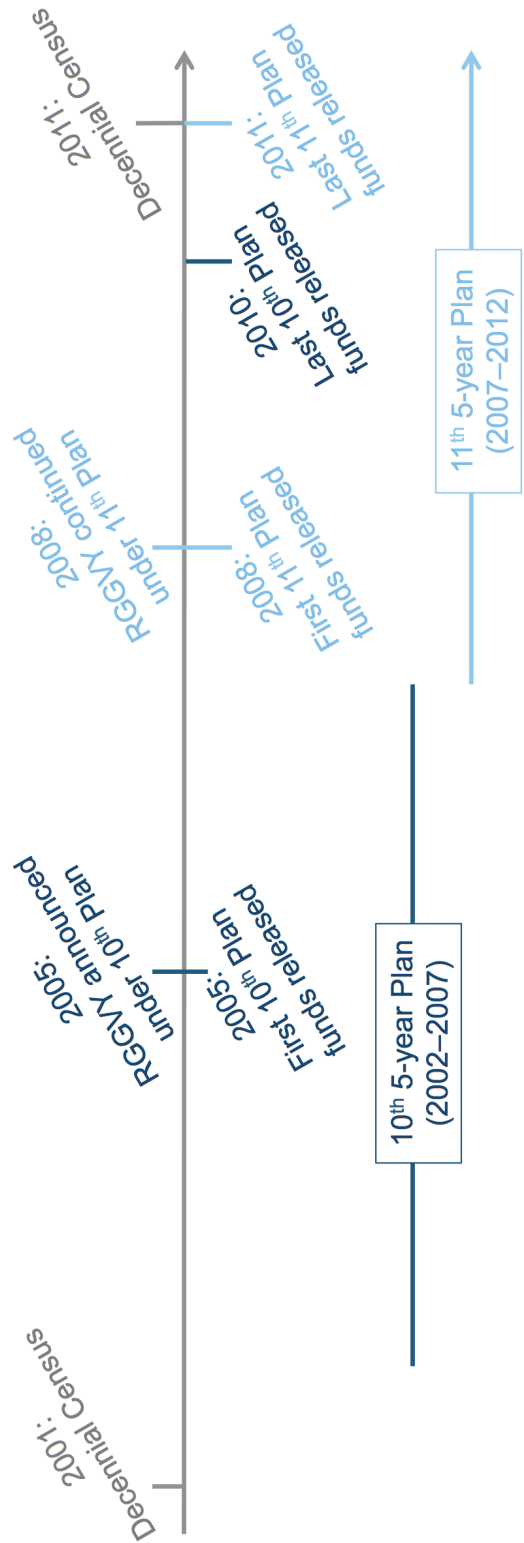 2001:
Decennial Census
2005:
RGGVY announced
under 10th Plan
2008:
RGGVY continued
under 11th Plan
2011:
Decennial Census
2005:
First 10th Plan
funds released
2008:
First 11th Plan
funds released
2010:
Last 10th Plan
funds released
2011:
Last 11th Plan
funds released
10th 5-year Plan
(2002–2007)
11th 5-year Plan
(2007–2012)